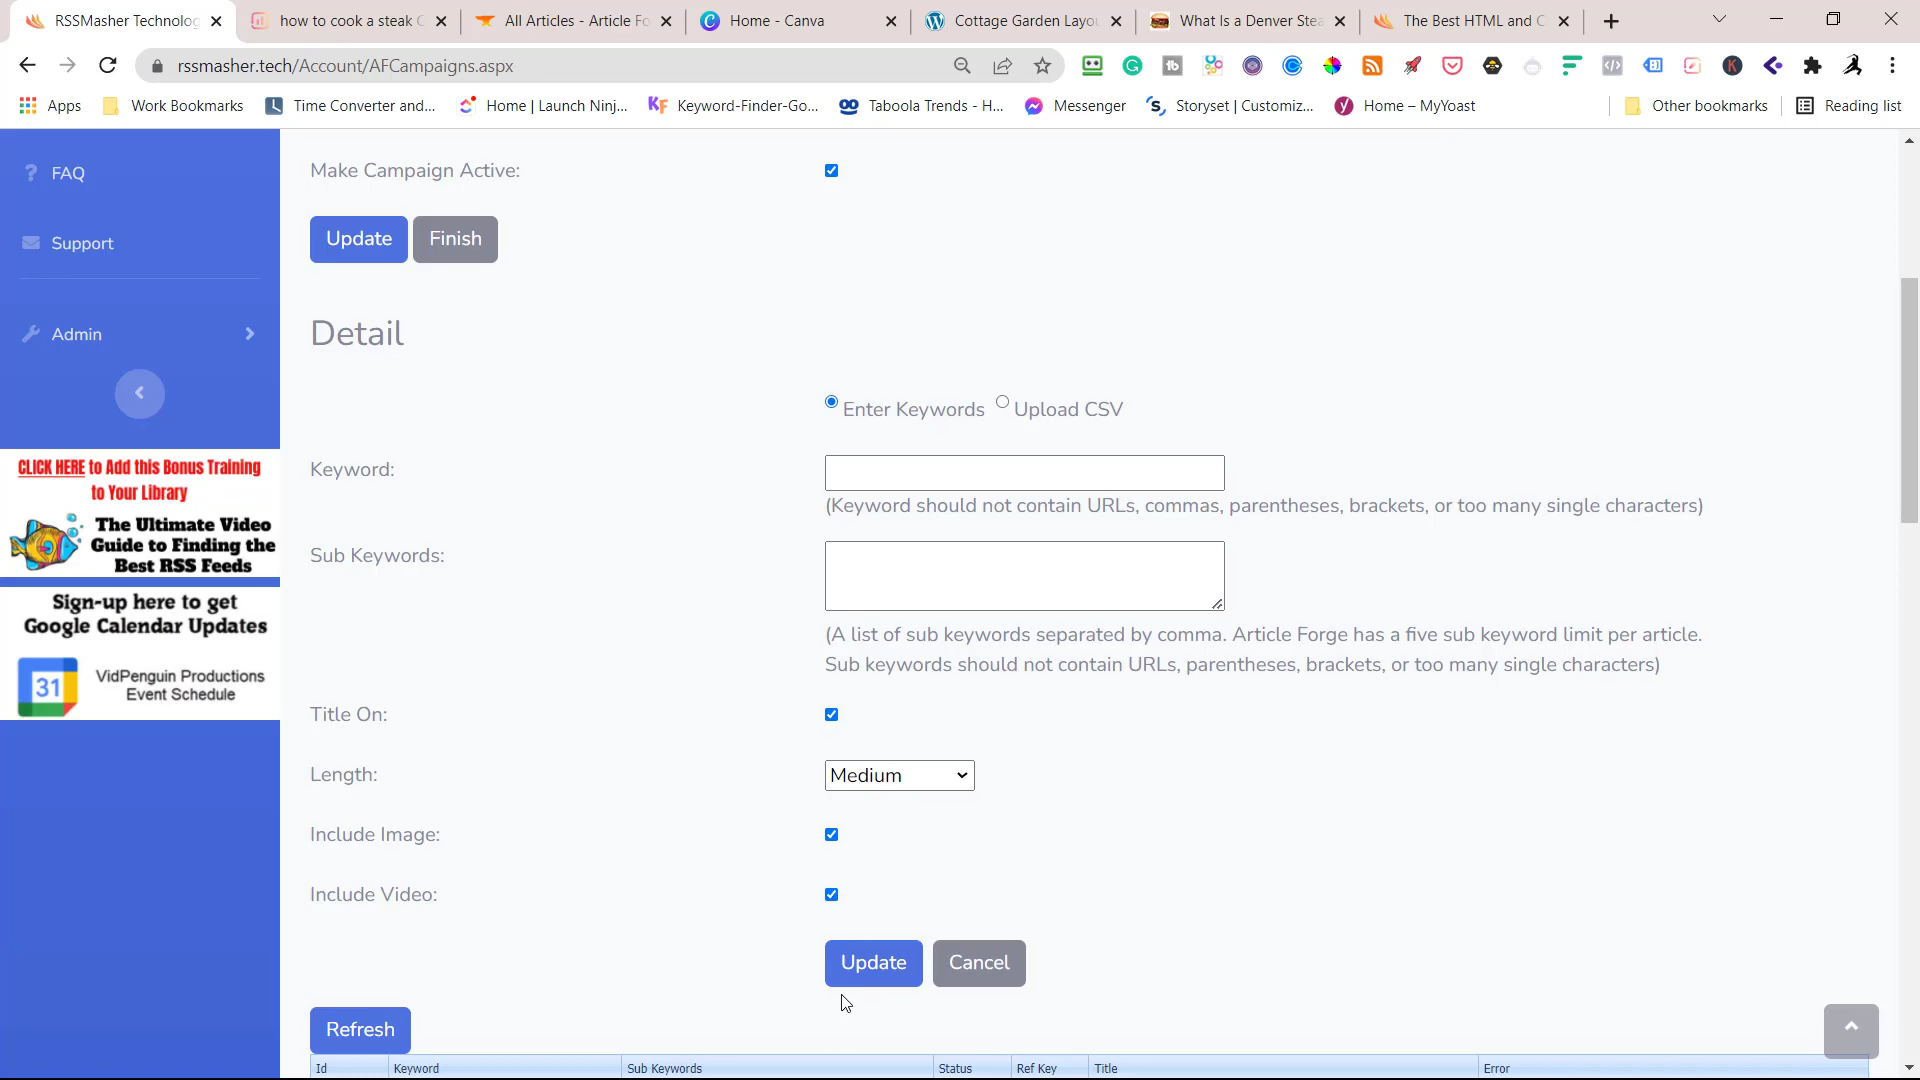 RSSMasher Technolog
how to cook a steak C
All Articles - Article Fo
Home - Canva
Cottage Garden Layou
What Is a Denver Stea
The Best HTML and C
rssmasher.tech/Account/AFCampaigns.aspx
Apps
Work Bookmarks
Time Converter and...
Home | Launch Ninj...
Keyword-Finder-Go...
Taboola Trends - H...
Messenger
Storyset | Customiz...
Home – MyYoast
Other bookmarks
Reading list
FAQ
Support
Admin
CLICK HERE to Add this Bonus Training
to Your Library
The Ultimate Video
Guide to Finding the
Best RSS Feeds
Sign-up here to get
Google Calendar Updates
31
VidPenguin Productions
Event Schedule
Make Campaign Active:
Update
Finish
Detail
Enter Keywords
Upload CSV
Keyword:
(Keyword should not contain URLs, commas, parentheses, brackets, or too many single characters)
Sub Keywords:
(A list of sub keywords separated by comma. Article Forge has a five sub keyword limit per article.
Sub keywords should not contain URLs, parentheses, brackets, or too many single characters)
Title On:
Length:
Medium
Include Image:
Include Video:
Update
Cancel
Refresh
Id
Keyword
Sub Keywords
Status
Ref Key
Title
Error